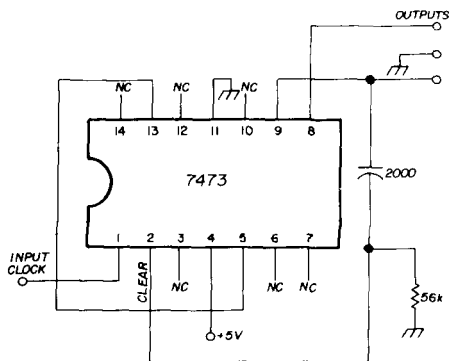 OUTPUTS
NC NC NC
14 13 12 11 10 9 8
7473
2000
1 2 3 4 5 6 7
INPUT
CLOCK
CLEAR
NC NC NC
56k
+5V